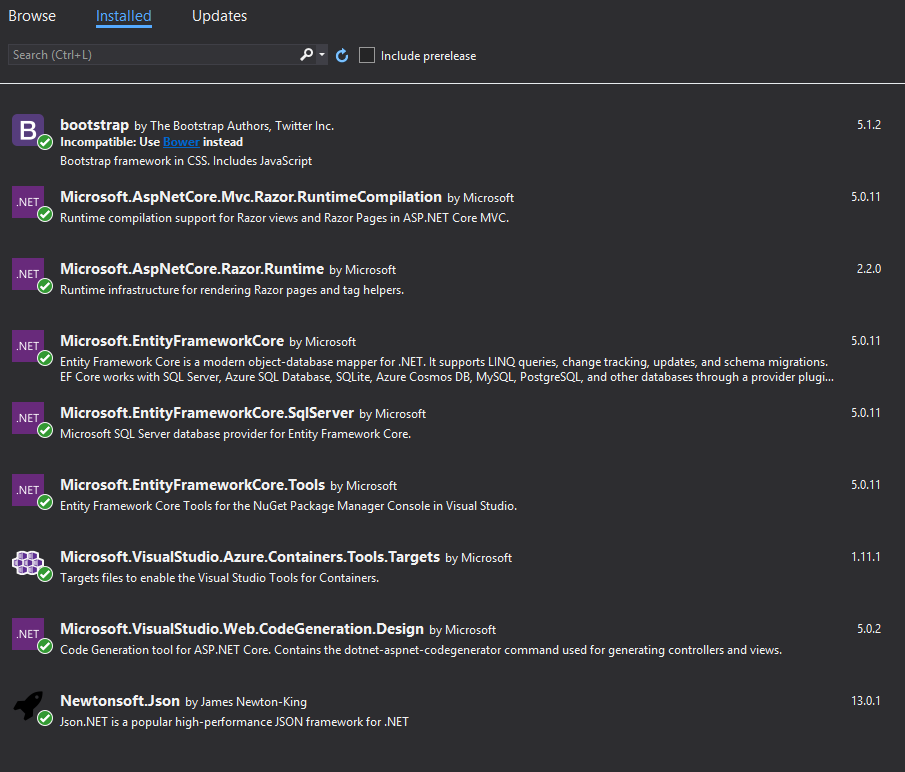 Browse Installed Updates
Search (Ctrl+L) Include prerelease
B bootstrap by The Bootstrap Authors, Twitter Inc. 5.1.2
Incompatible: Use Bower instead
Bootstrap framework in CSS. Includes JavaScript
.NET Microsoft.AspNetCore.Mvc.Razor.RuntimeCompilation by Microsoft 5.0.11
Runtime compilation support for Razor views and Razor Pages in ASP.NET Core MVC.
.NET Microsoft.AspNetCore.Razor.Runtime by Microsoft 2.2.0
Runtime infrastructure for rendering Razor pages and tag helpers.
.NET Microsoft.EntityFrameworkCore by Microsoft 5.0.11
Entity Framework Core is a modern object-database mapper for .NET. It supports LINQ queries, change tracking, updates, and schema migrations.
EF Core works with SQL Server, Azure SQL Database, SQLite, Azure Cosmos DB, MySQL, PostgreSQL, and other databases through a provider plugi...
.NET Microsoft.EntityFrameworkCore.SqlServer by Microsoft 5.0.11
Microsoft SQL Server database provider for Entity Framework Core.
.NET Microsoft.EntityFrameworkCore.Tools by Microsoft 5.0.11
Entity Framework Core Tools for the NuGet Package Manager Console in Visual Studio.
Microsoft.VisualStudio.Azure.Containers.Tools.Targets by Microsoft 1.11.1
Targets files to enable the Visual Studio Tools for Containers.
.NET Microsoft.VisualStudio.Web.CodeGeneration.Design by Microsoft 5.0.2
Code Generation tool for ASP.NET Core. Contains the dotnet-aspnet-codegenerator command used for generating controllers and views.
Newtonsoft.Json by James Newton-King 13.0.1
Json.NET is a popular high-performance JSON framework for .NET